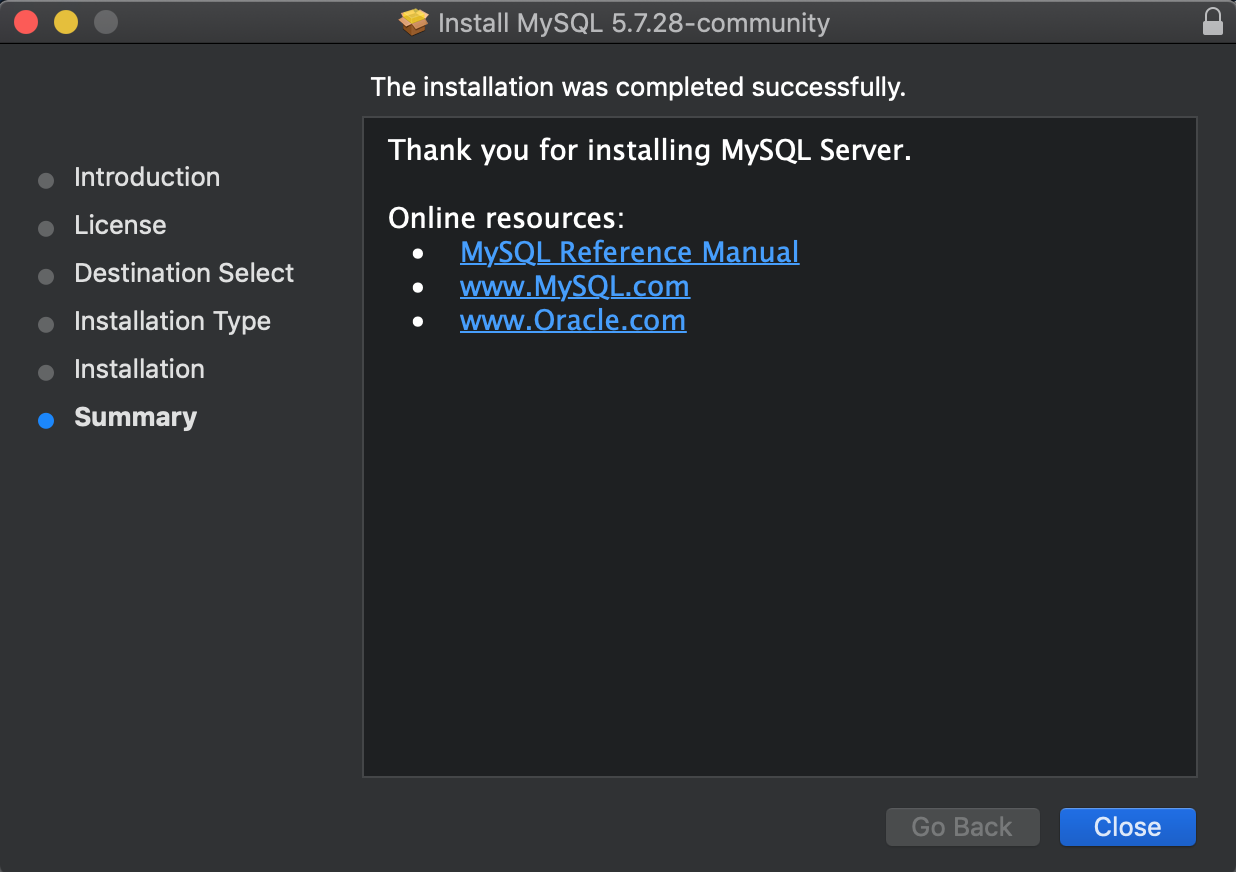 Install MySQL 5.7.28-community
The installation was completed successfully.
Introduction
License
Destination Select
Installation Type
Installation
Summary
Thank you for installing MySQL Server.
Online resources:
• MySQL Reference Manual
• www.MySQL.com
• www.Oracle.com
Go Back
Close